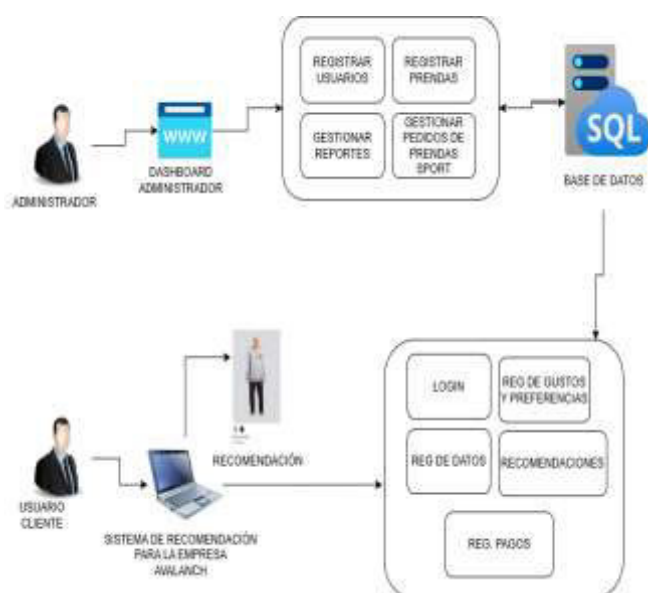 REGISTRAR
USUARIOS
REGISTRAR
PRENDAS
GESTIONAR
REPORTES
GESTIONAR
PEDIDOS DE
PRENDAS
SPORT
WWW
SQL
DASHBOARD
ADMINISTRADOR
ADMINISTRADOR
BASE DE DATOS
LOGIN
REG DE GUSTOS
Y PREFERENCIAS
REG DE DATOS
RECOMENDACIONES
REG. PAGOS
RECOMENDACIÓN
USUARIO
CLIENTE
SISTEMA DE RECOMENDACIÓN
PARA LA EMPRESA
AVALANCH